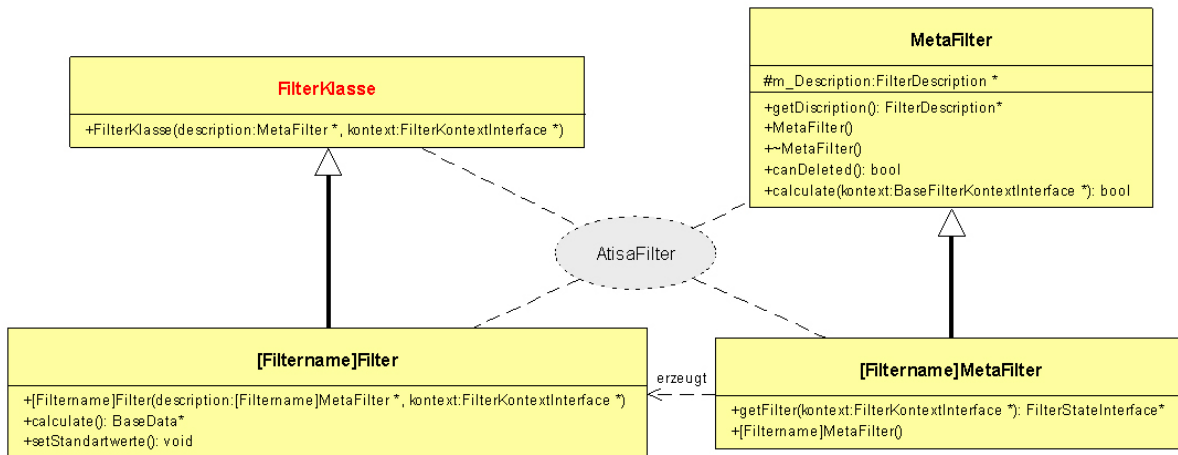 MetaFilter
#m_Description:FilterDescription *
+getDiscription(): FilterDescription*
+MetaFilter()
+~MetaFilter()
+canDeleted(): bool
+calculate(kontext:BaseFilterKontextInterface *): bool
FilterKlasse
+FilterKlasse(description:MetaFilter *, kontext:FilterKontextInterface *)
AtisaFilter
[Filtername]Filter
+[Filtername]Filter(description:[Filtername]MetaFilter *, kontext:FilterKontextInterface *)
+calculate(): BaseData*
+setStandartwerte(): void
erzeugt
[Filtername]MetaFilter
+getFilter(kontext:FilterKontextInterface *): FilterStateInterface*
+[Filtername]MetaFilter()